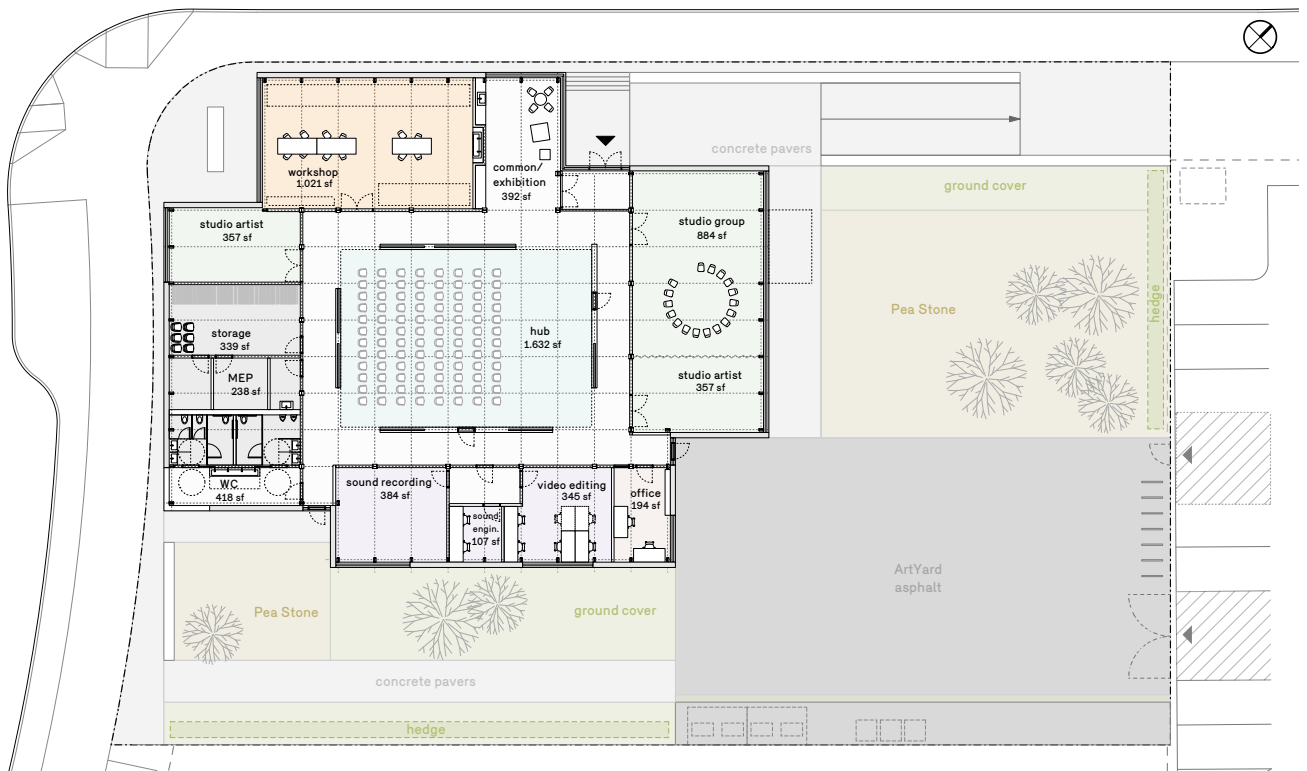 concrete pavers
workshop
1.021 sf
common/
exhibition
392 sf
ground cover
studio artist
357 sf
studio group
884 sf
hedge
Pea Stone
storage
339 sf
hub
1.632 sf
MEP
238 sf
studio artist
357 sf
WC
418 sf
sound recording
384 sf
sound
engin.
107 sf
video editing
345 sf
office
194 sf
ArtYard
asphalt
Pea Stone
ground cover
concrete pavers
hedge